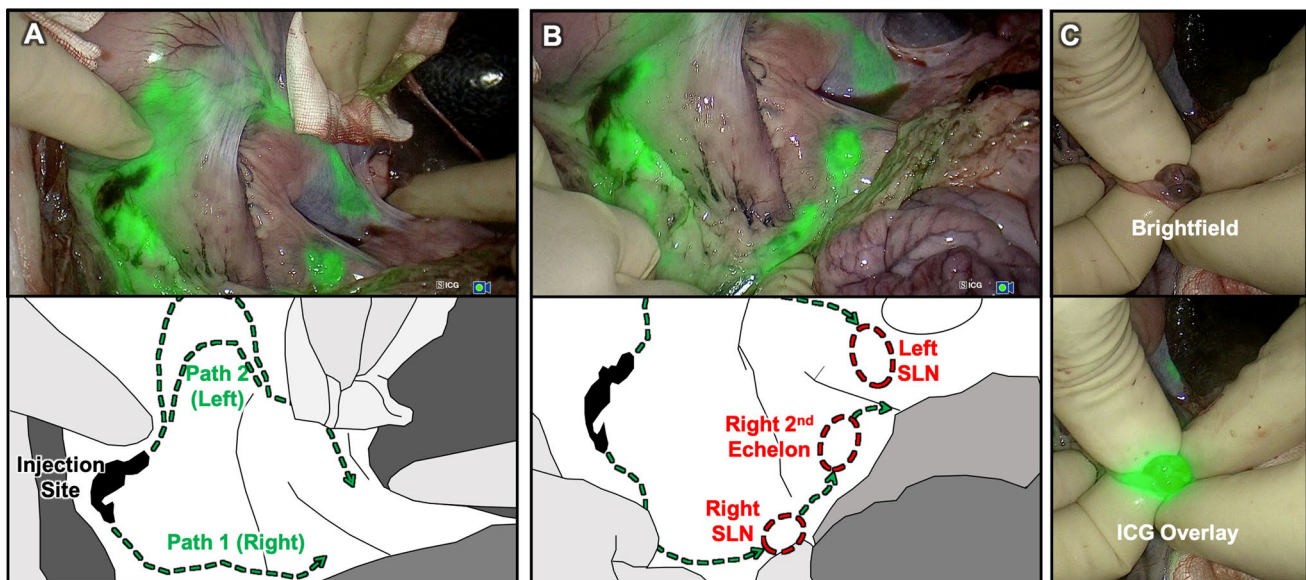 A
S ICG
Path 2
(Left)
Injection
Site
Path 1 (Right)
B
S ICG
Left
SLN
Right 2nd
Echelon
Right
SLN
C
Brightfield
ICG Overlay